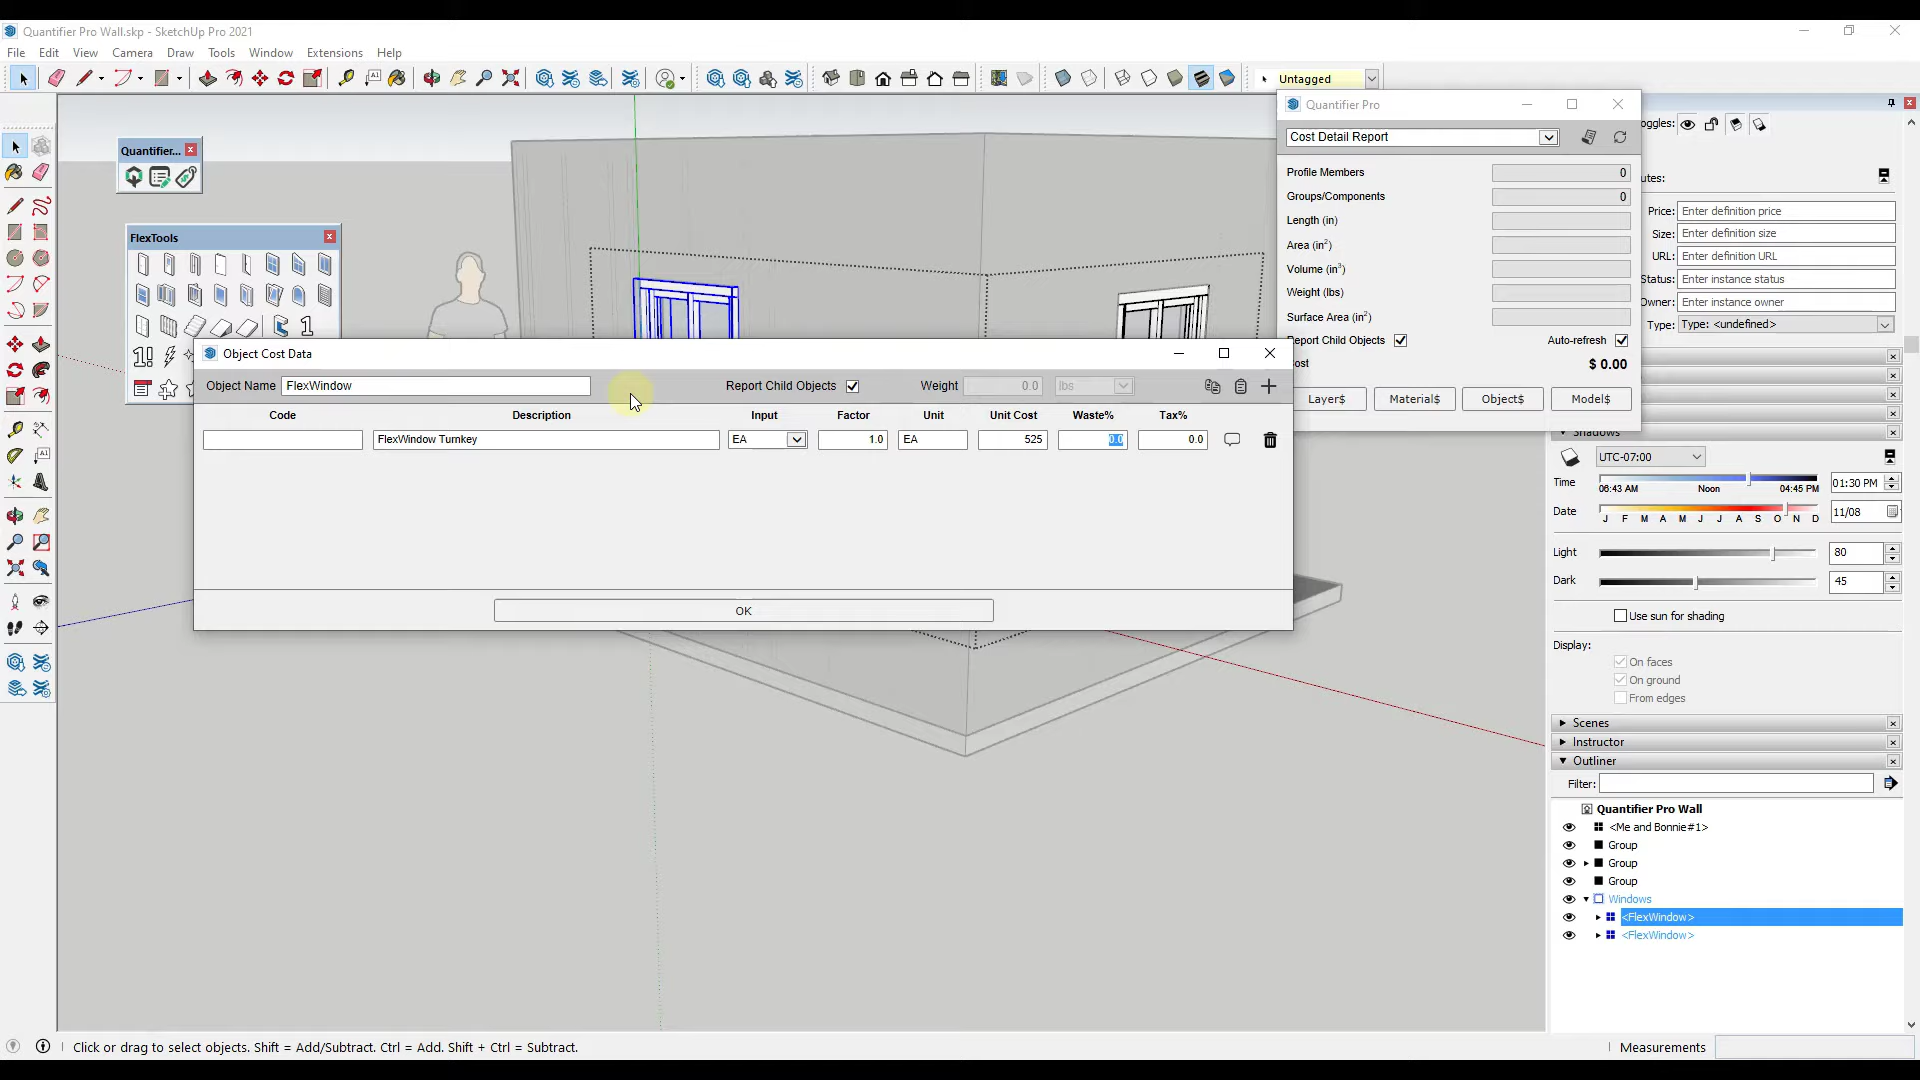 Quantifier Pro Wall.skp - SketchUp Pro 2021
File Edit View Camera Draw Tools Window Extensions Help
Untagged
Quantifier Pro
Cost Detail Report
Profile Members 0
Groups/Components 0
Length (in)
Area (in²)
Volume (in³)
Weight (lbs)
Surface Area (in²)
Report Child Objects Auto-refresh
Cost $ 0.00
Layer$ Material$ Object$ Model$
Quantifier...
FlexTools
1
1!
Object Cost Data
Object Name FlexWindow Report Child Objects Weight 0.0 lbs
Code Description Input Factor Unit Unit Cost Waste% Tax%
FlexWindow Turnkey EA 1.0 EA 525 0.0 0.0
OK
oggles:
utes:
Price: Enter definition price
Size: Enter definition size
URL: Enter definition URL
Status: Enter instance status
Owner: Enter instance owner
Type: Type: <undefined>
Shadows
UTC-07:00
Time 06:43 AM Noon 04:45 PM 01:30 PM
Date J F M A M J J A S O N D 11/08
Light 80
Dark 45
Use sun for shading
Display:
On faces
On ground
From edges
Scenes
Instructor
Outliner
Filter:
Quantifier Pro Wall
<Me and Bonnie#1>
Group
Group
Group
Windows
<FlexWindow>
<FlexWindow>
Click or drag to select objects. Shift = Add/Subtract. Ctrl = Add. Shift + Ctrl = Subtract.
Measurements